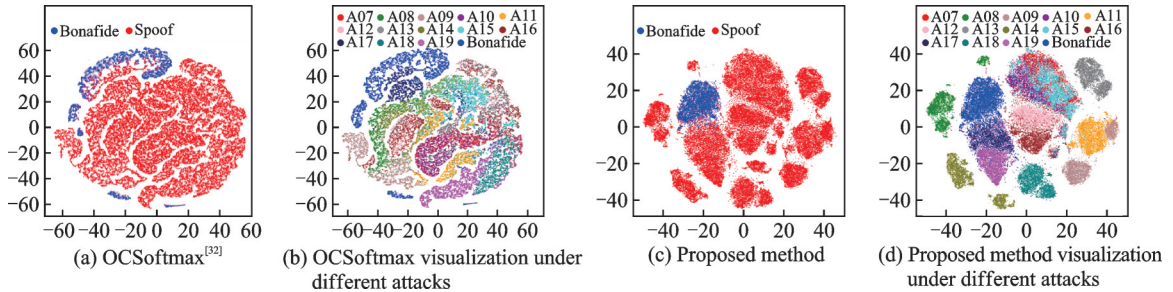 Bonafide Spoof
60
40
20
0
−20
−40
−60
−60 −40 −20 0 20 40 60
(a) OCSoftmax[32]
A07 A08 A09 A10 A11
A12 A13 A14 A15 A16
A17 A18 A19 Bonafide
60
40
20
0
−20
−40
−60
−60 −40 −20 0 20 40 60
(b) OCSoftmax visualization under
different attacks
Bonafide Spoof
40
20
0
−20
−40
−40 −20 0 20 40
(c) Proposed method
A07 A08 A09 A10 A11
A12 A13 A14 A15 A16
A17 A18 A19 Bonafide
40
20
0
−20
−40
−40 −20 0 20 40
(d) Proposed method visualization
under different attacks